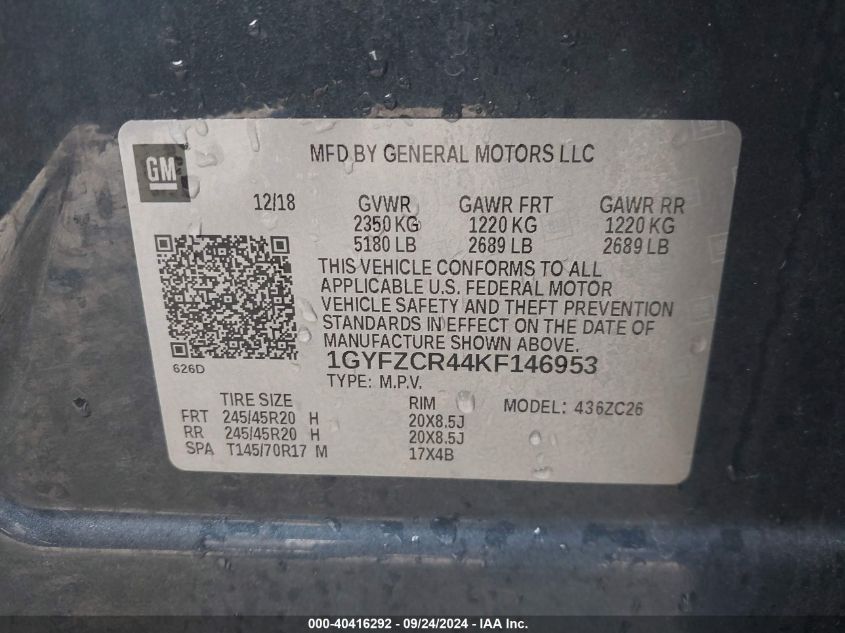 GM
MFD BY GENERAL MOTORS LLC
12/18 GVWR GAWR FRT GAWR RR
2350 KG 1220 KG 1220 KG
5180 LB 2689 LB 2689 LB
THIS VEHICLE CONFORMS TO ALL
APPLICABLE U.S. FEDERAL MOTOR
VEHICLE SAFETY AND THEFT PREVENTION
STANDARDS IN EFFECT ON THE DATE OF
MANUFACTURE SHOWN ABOVE.
626D
1GYFZCR44KF146953
TYPE: M.P.V.
TIRE SIZE RIM MODEL: 436ZC26
FRT 245/45R20 H 20X8.5J
RR 245/45R20 H 20X8.5J
SPA T145/70R17 M 17X4B
000-40416292 - 09/24/2024 - IAA Inc.